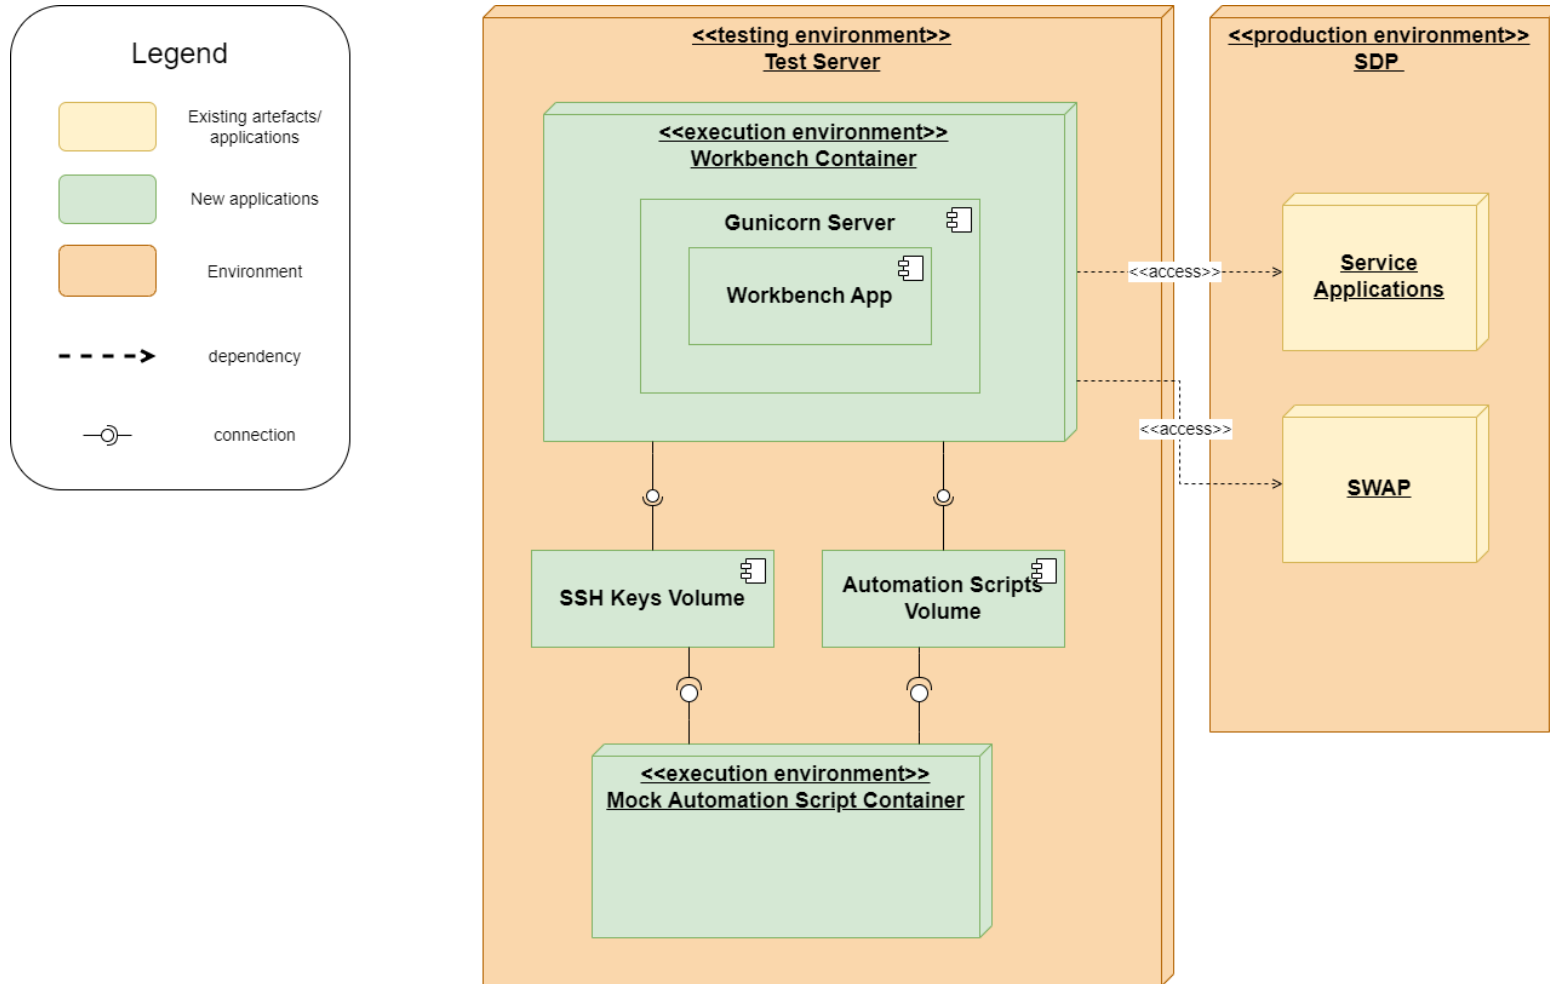 Legend
Existing artefacts/
applications
New applications
Environment
dependency
connection
<<testing environment>>
Test Server
<<execution environment>>
Workbench Container
Gunicorn Server
Workbench App
SSH Keys Volume
Automation Scripts
Volume
<<execution environment>>
Mock Automation Script Container
<<access>>
<<access>>
<<production environment>>
SDP
Service
Applications
SWAP